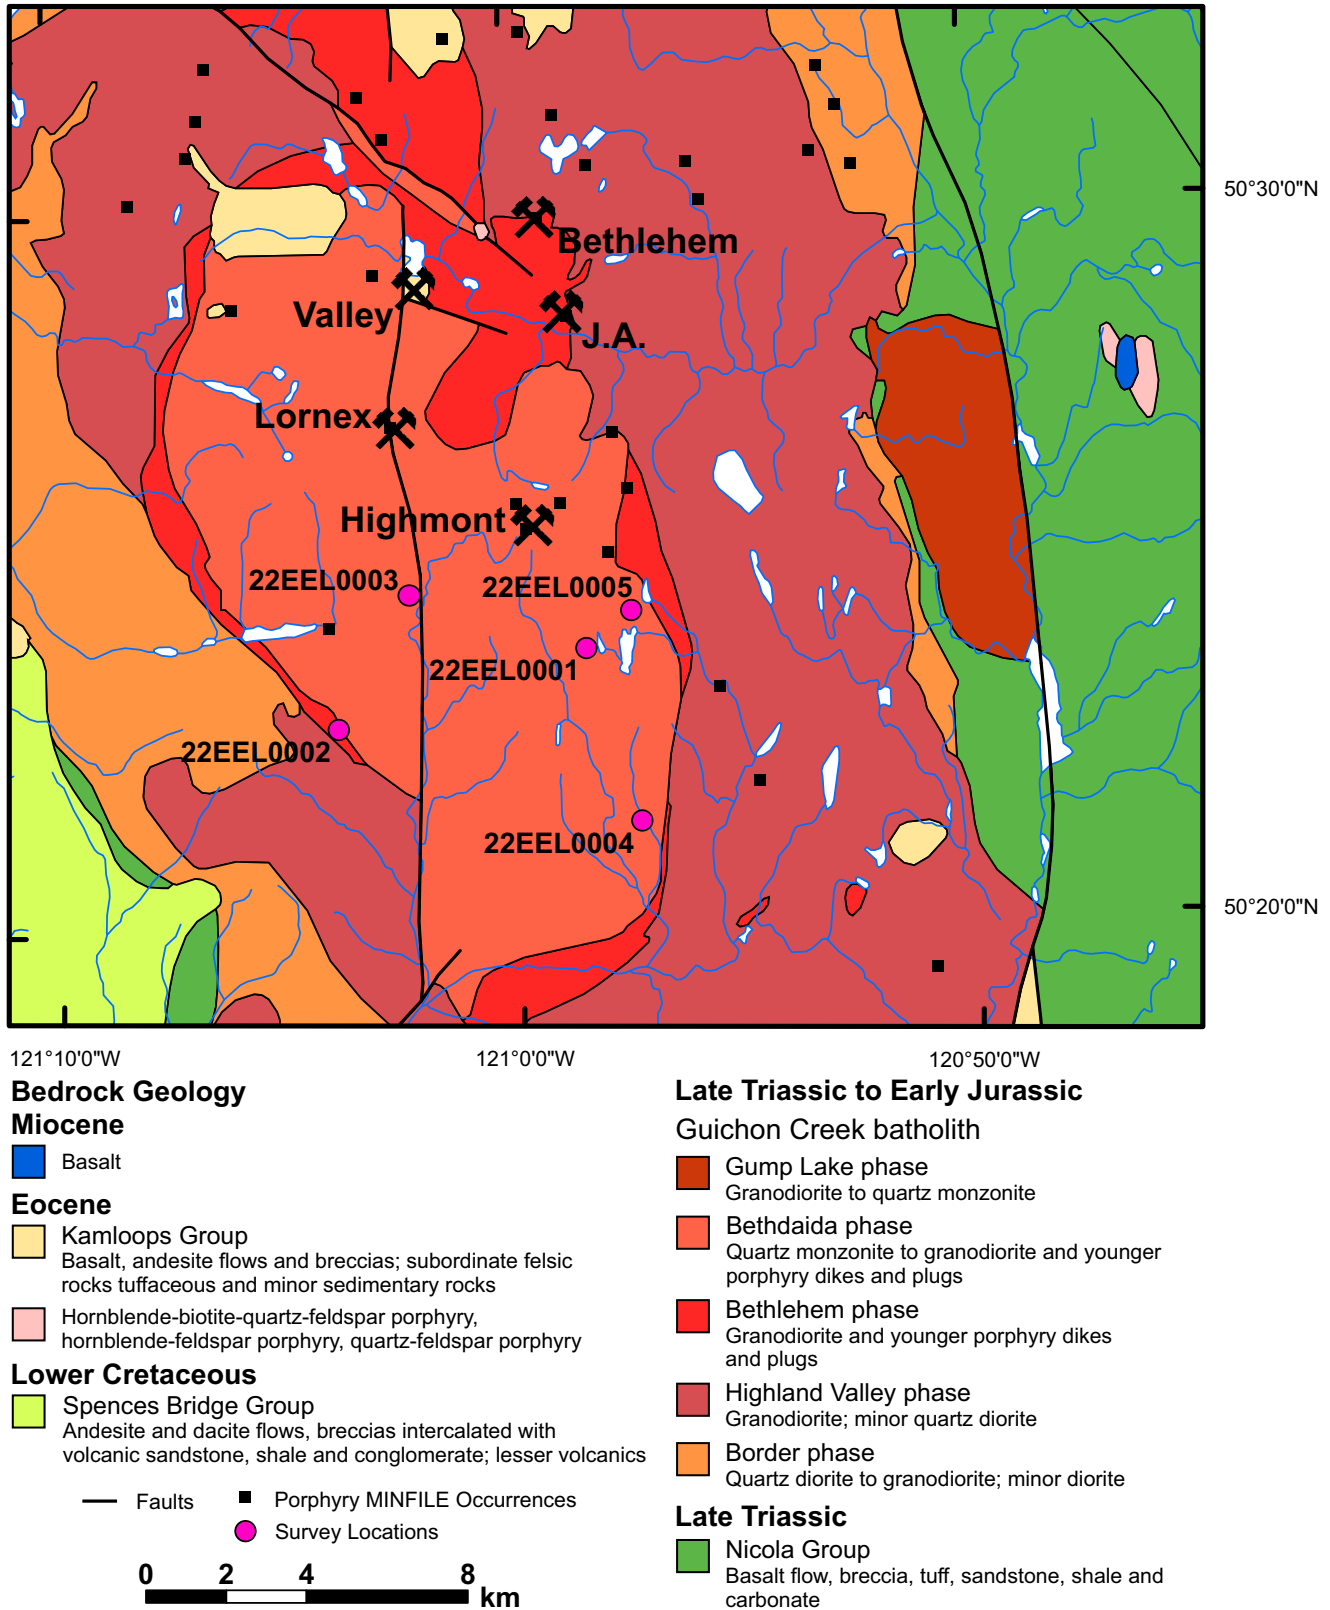 50°30'0"N
Bethlehem
Valley
J.A.
Lornex
Highmont
22EEL0003
22EEL0005
22EEL0001
22EEL0002
22EEL0004
50°20'0"N
121°10'0"W
121°0'0"W
120°50'0"W
Bedrock Geology
Miocene
Basalt
Eocene
Kamloops Group
Basalt, andesite flows and breccias; subordinate felsic
rocks tuffaceous and minor sedimentary rocks
Hornblende-biotite-quartz-feldspar porphyry,
hornblende-feldspar porphyry, quartz-feldspar porphyry
Lower Cretaceous
Spences Bridge Group
Andesite and dacite flows, breccias intercalated with
volcanic sandstone, shale and conglomerate; lesser volcanics
Faults
Porphyry MINFILE Occurrences
Survey Locations
0 2 4 8
km
Late Triassic to Early Jurassic
Guichon Creek batholith
Gump Lake phase
Granodiorite to quartz monzonite
Bethdaida phase
Quartz monzonite to granodiorite and younger
porphyry dikes and plugs
Bethlehem phase
Granodiorite and younger porphyry dikes
and plugs
Highland Valley phase
Granodiorite; minor quartz diorite
Border phase
Quartz diorite to granodiorite; minor diorite
Late Triassic
Nicola Group
Basalt flow, breccia, tuff, sandstone, shale and
carbonate